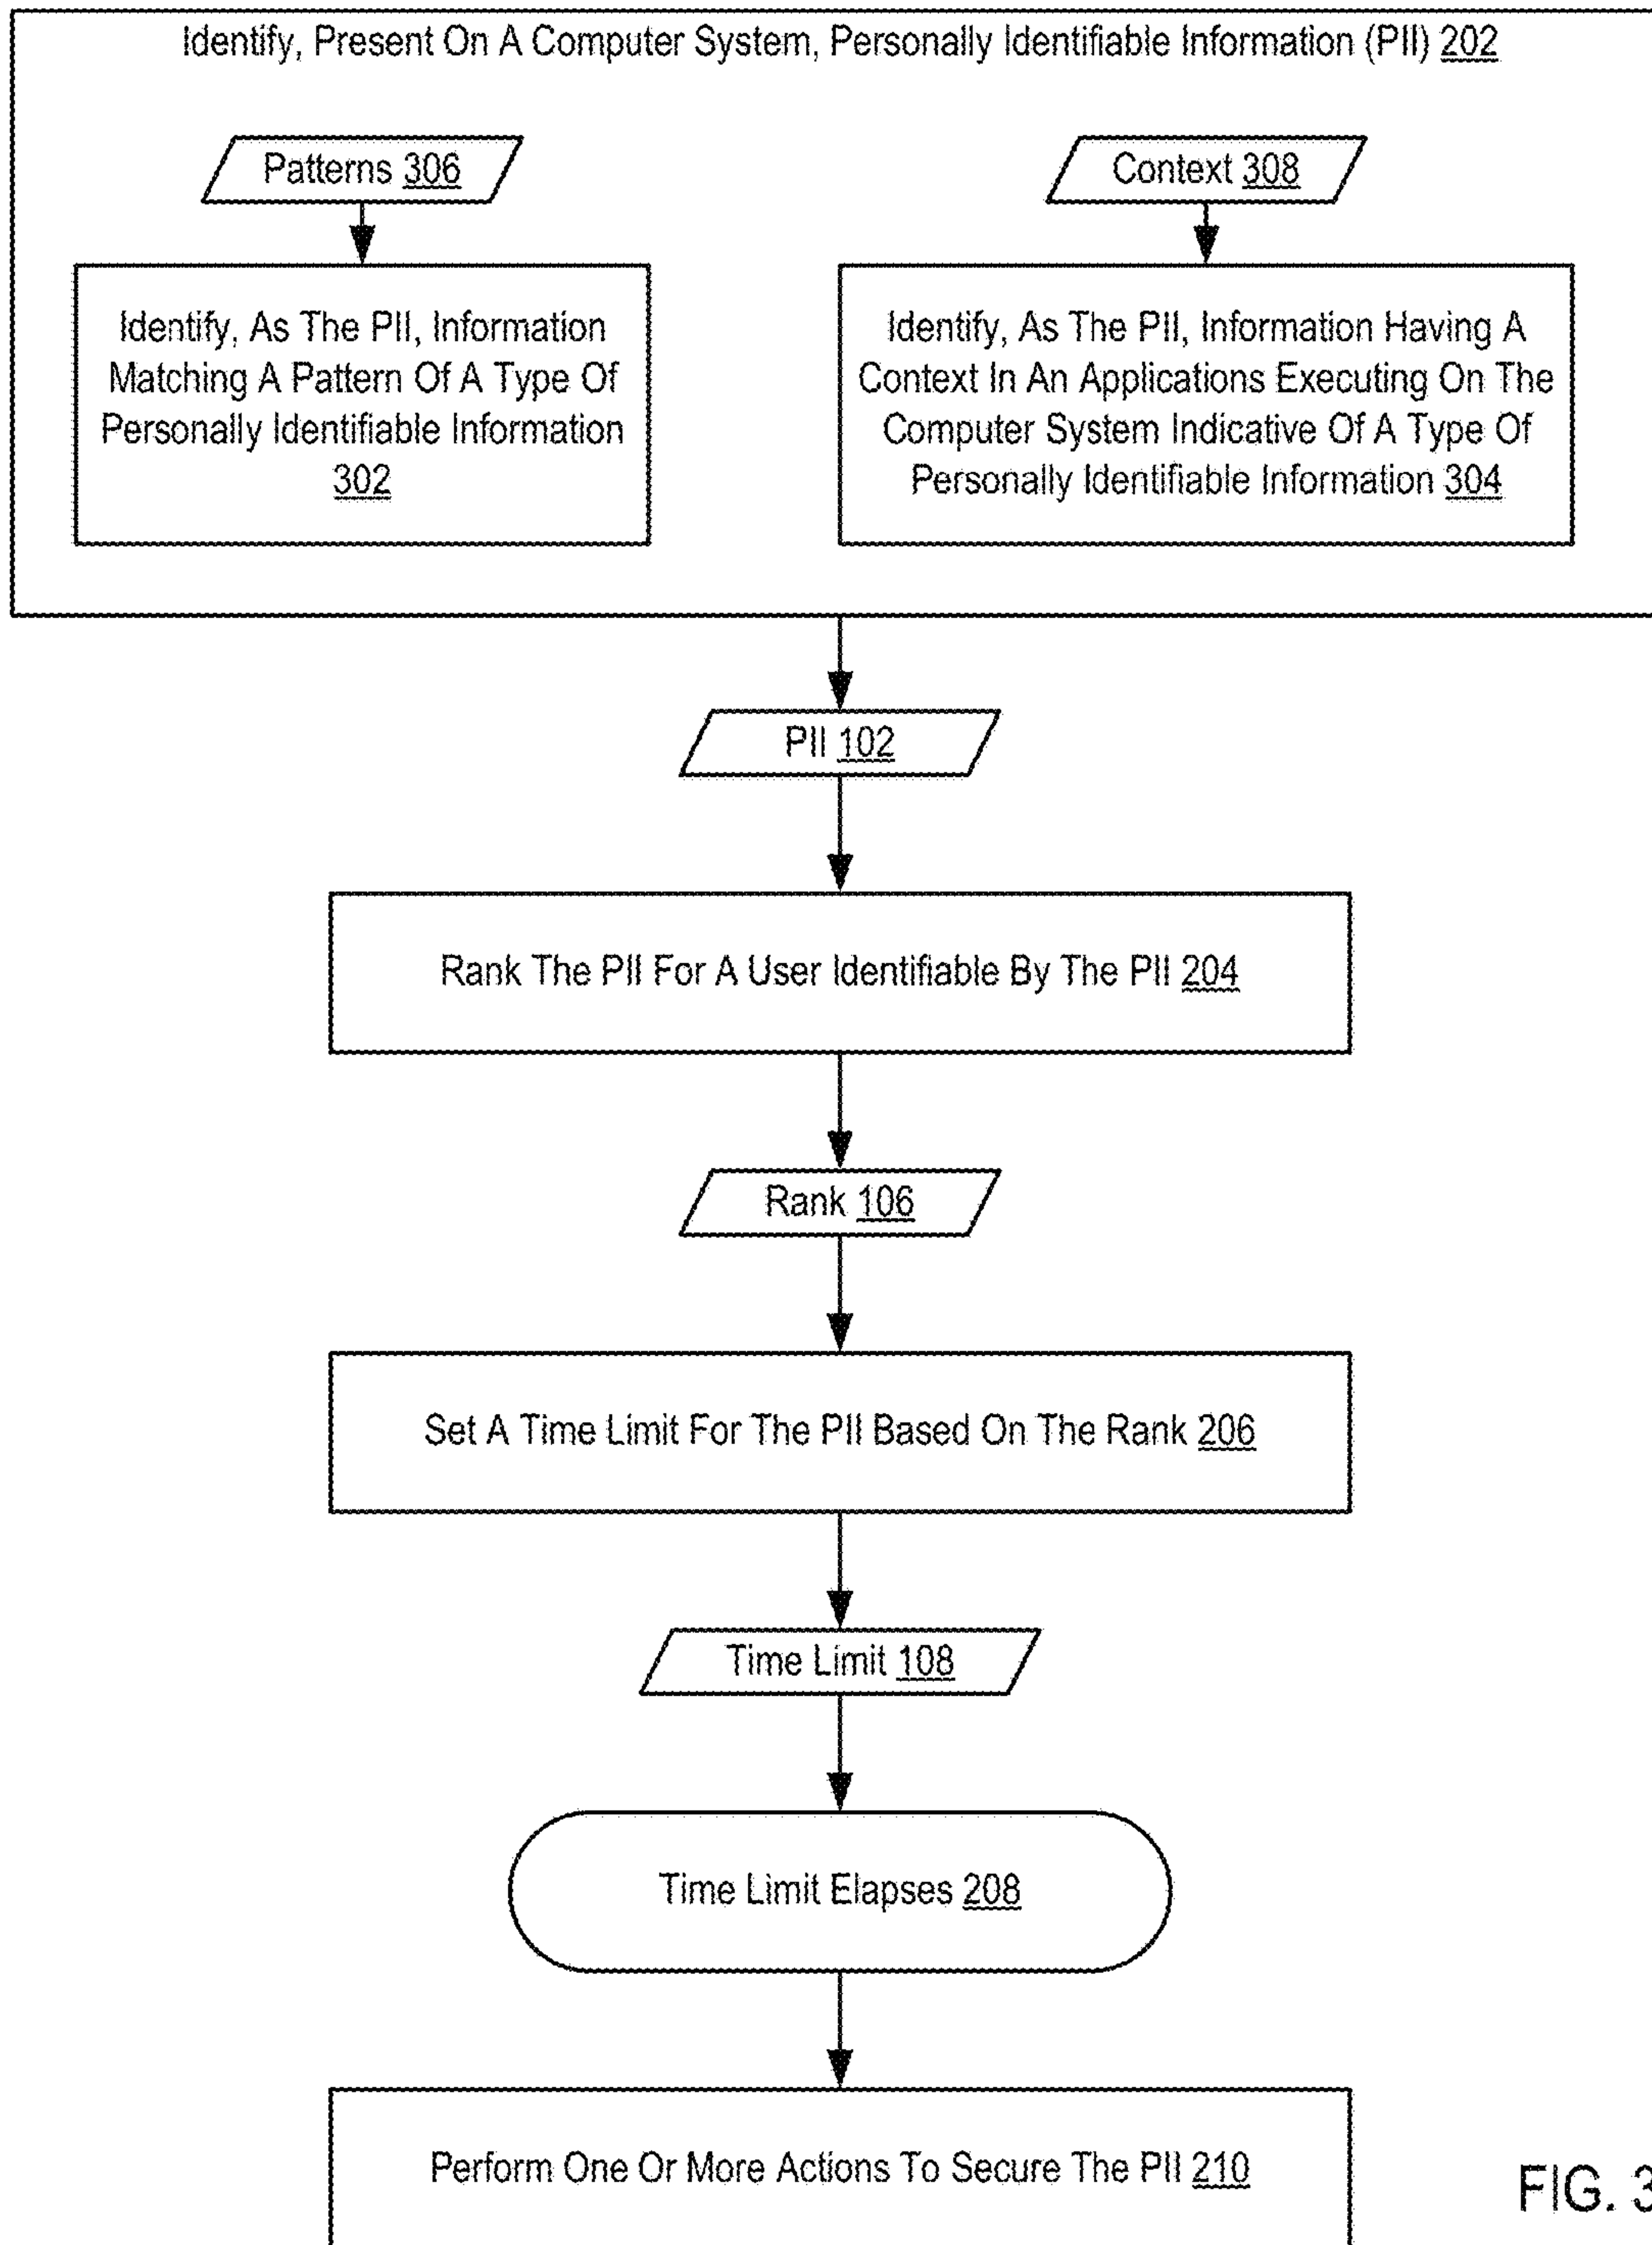 Identify, Present On A Computer System, Personally Identifiable Information (PII) 202
Patterns 306
Context 308
Identify, As The PII, Information
Matching A Pattern Of A Type Of
Personally Identifiable Information
302
Identify, As The PII, Information Having A
Context In An Applications Executing On The
Computer System Indicative Of A Type Of
Personally Identifiable Information 304
PII 102
Rank The PII For A User Identifiable By The PII 204
Rank 106
Set A Time Limit For The PII Based On The Rank 206
Time Limit 108
Time Limit Elapses 208
Perform One Or More Actions To Secure The PII 210
FIG. 3